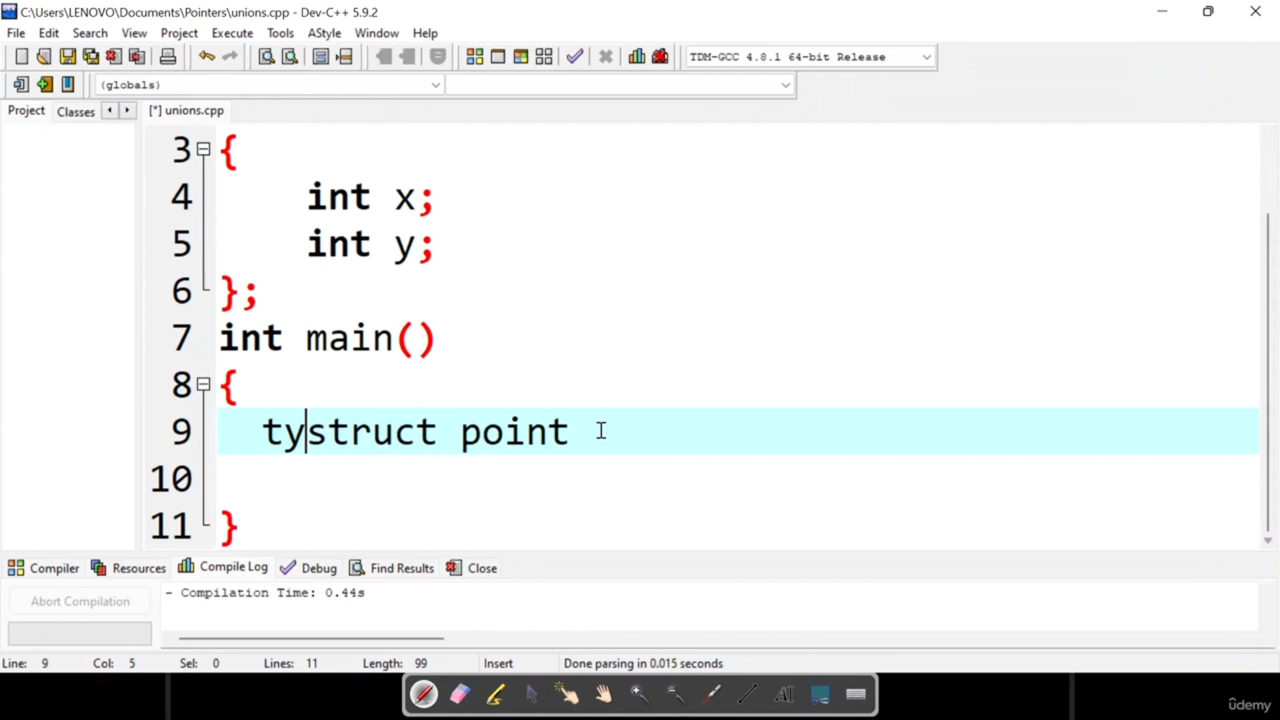 C:\Users\LENOVO\Documents\Pointers\unions.cpp - Dev-C++ 5.9.2
File Edit Search View Project Execute Tools AStyle Window Help
TDM-GCC 4.8.1 64-bit Release
(globals)
Project Classes [*] unions.cpp
3 {
4 int x;
5 int y;
6 };
7 int main()
8 {
9 tystruct point
10
11 }
Compiler Resources Compile Log Debug Find Results Close
Abort Compilation
- Compilation Time: 0.44s
Line: 9 Col: 5 Sel: 0 Lines: 11 Length: 99 Insert Done parsing in 0.015 seconds
AI
ûdemy